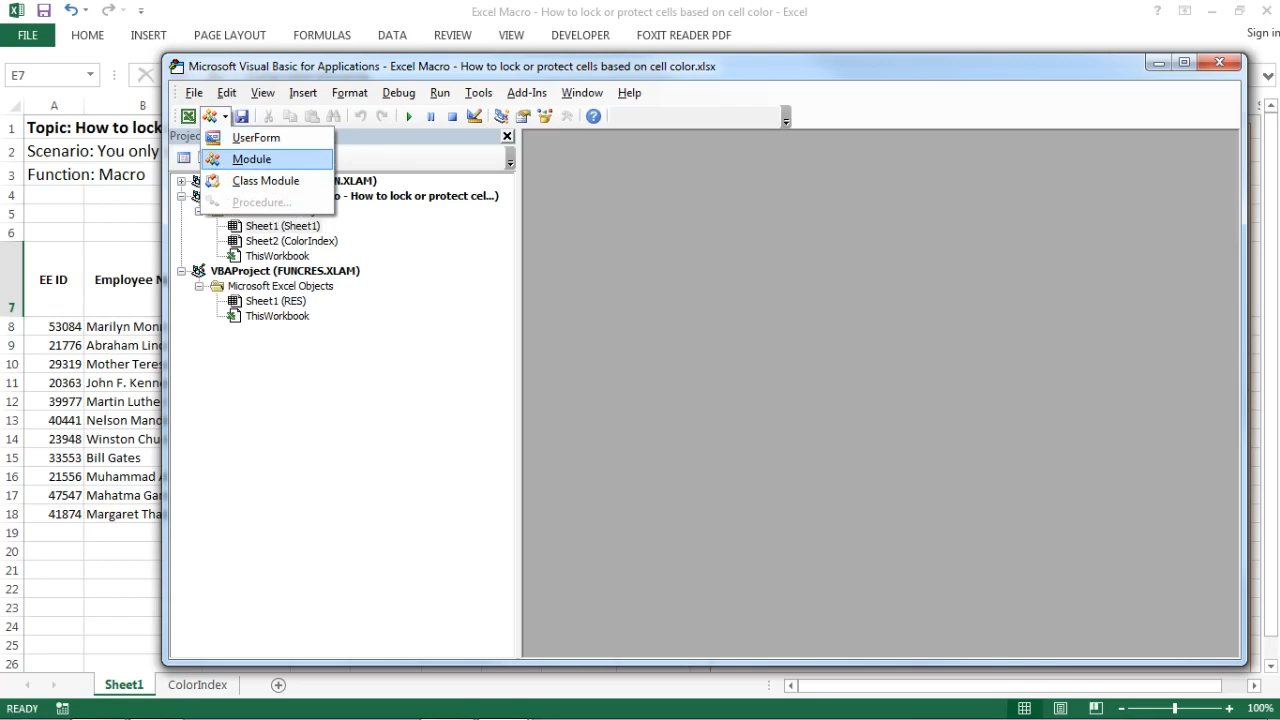 Excel Macro - How to lock or protect cells based on cell color - Excel
FILE HOME INSERT PAGE LAYOUT FORMULAS DATA REVIEW VIEW DEVELOPER FOXIT READER PDF Sign in
Microsoft Visual Basic for Applications - Excel Macro - How to lock or protect cells based on cell color.xlsx
E7
File Edit View Insert Format Debug Run Tools Add-Ins Window Help
A B
1 Topic: How to lock
2 Scenario: You only
3 Function: Macro
4
5
6
7 EE ID Employee N
8 53084 Marilyn Mon
9 21776 Abraham Lin
10 29319 Mother Teres
11 20363 John F. Kenne
12 39977 Martin Luthe
13 40441 Nelson Mand
14 23948 Winston Chu
15 33553 Bill Gates
16 21556 Muhammad
17 47547 Mahatma Gan
18 41874 Margaret Tha
19
20
21
22
23
24
25
26
Projec
UserForm
Module
Class Module
Procedure...
N.XLAM)
o - How to lock or protect cel...)
Sheet1 (Sheet1)
Sheet2 (ColorIndex)
ThisWorkbook
VBAProject (FUNCRES.XLAM)
Microsoft Excel Objects
Sheet1 (RES)
ThisWorkbook
Sheet1 ColorIndex
READY 100%